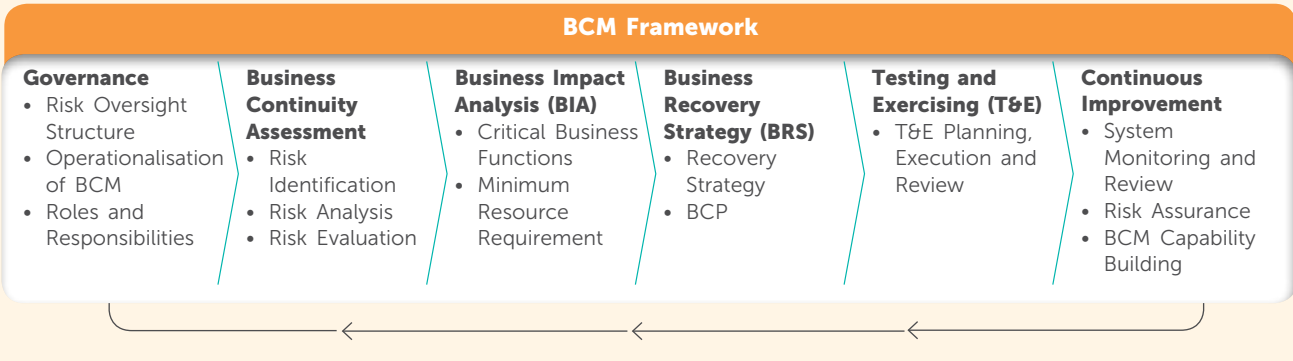 BCM Framework
Governance
• Risk Oversight
Structure
• Operationalisation
of BCM
• Roles and
Responsibilities
Business
Continuity
Assessment
• Risk
Identification
• Risk Analysis
• Risk Evaluation
Business Impact
Analysis (BIA)
• Critical Business
Functions
• Minimum
Resource
Requirement
Business
Recovery
Strategy (BRS)
• Recovery
Strategy
• BCP
Testing and
Exercising (T&E)
• T&E Planning,
Execution and
Review
Continuous
Improvement
• System
Monitoring and
Review
• Risk Assurance
• BCM Capability
Building